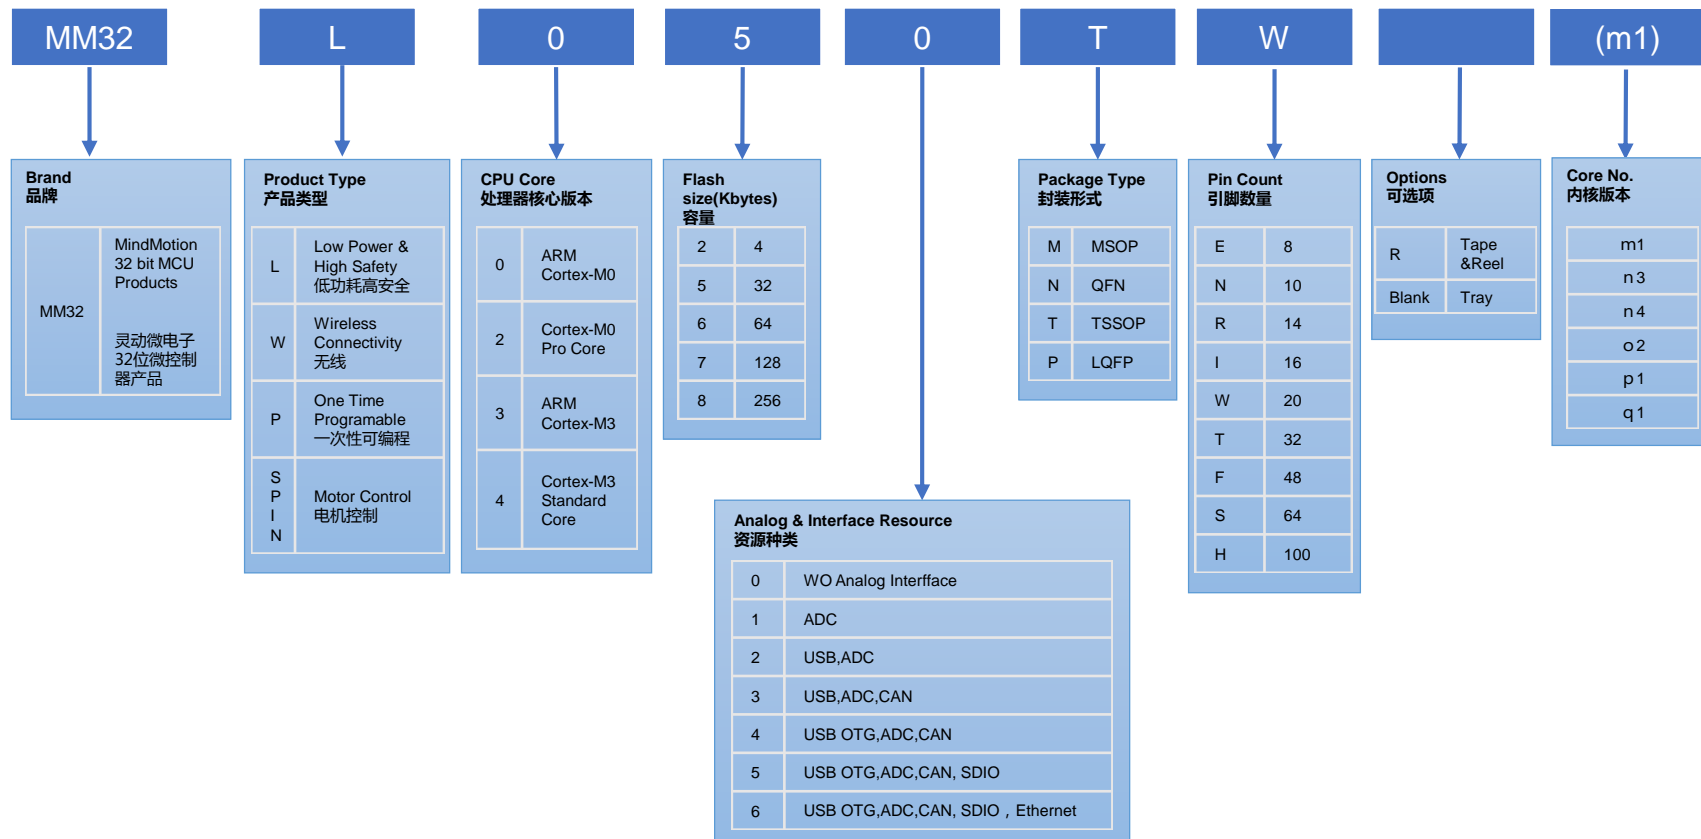 MM32
L
0
5
0
T
W
(m1)
Brand
品牌
MM32
MindMotion
32 bit MCU
Products
灵动微电子
32位微控制
器产品
Product Type
产品类型
L
Low Power &
High Safety
低功耗高安全
W
Wireless
Connectivity
无线
P
One Time
Programable
一次性可编程
S
P
I
N
Motor Control
电机控制
CPU Core
处理器核心版本
0
ARM
Cortex-M0
2
Cortex-M0
Pro Core
3
ARM
Cortex-M3
4
Cortex-M3
Standard
Core
Flash
size(Kbytes)
容量
2 4
5 32
6 64
7 128
8 256
Analog & Interface Resource
资源种类
0 WO Analog Interfface
1 ADC
2 USB,ADC
3 USB,ADC,CAN
4 USB OTG,ADC,CAN
5 USB OTG,ADC,CAN, SDIO
6 USB OTG,ADC,CAN, SDIO，Ethernet
Package Type
封装形式
M MSOP
N QFN
T TSSOP
P LQFP
Pin Count
引脚数量
E 8
N 10
R 14
I 16
W 20
T 32
F 48
S 64
H 100
Options
可选项
R
Tape
&Reel
Blank Tray
Core No.
内核版本
m1
n3
n4
o2
p1
q1